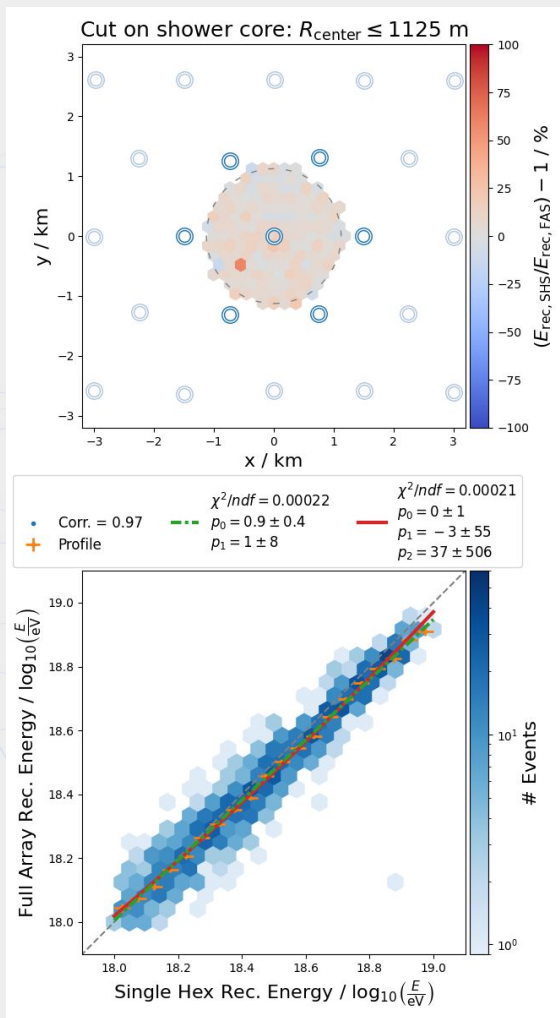 Cut on shower core: R_center ≤ 1125 m
3
2
1
0
−1
−2
−3
y / km
−3 −2 −1 0 1 2 3
x / km
100
75
50
25
0
−25
−50
−75
−100
(E_rec,SHS/E_rec,FAS) − 1 / %
Corr. = 0.97
Profile
χ²/ndf = 0.00022
p₀ = 0.9 ± 0.4
p₁ = 1 ± 8
χ²/ndf = 0.00021
p₀ = 0 ± 1
p₁ = −3 ± 55
p₂ = 37 ± 506
19.0
18.8
18.6
18.4
18.2
18.0
Full Array Rec. Energy / log₁₀(E/eV)
18.0 18.2 18.4 18.6 18.8 19.0
Single Hex Rec. Energy / log₁₀(E/eV)
10¹
10⁰
# Events